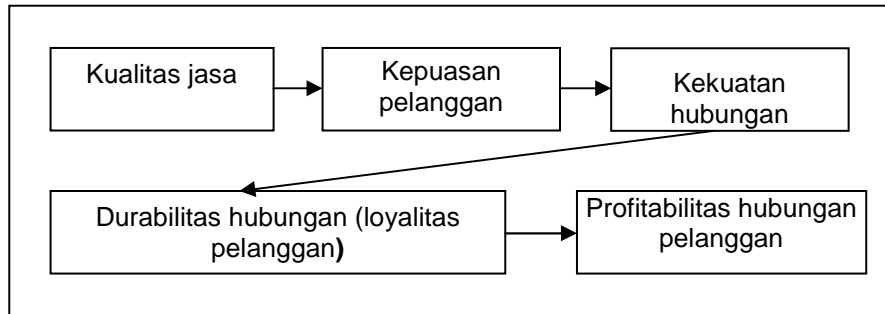 Kualitas jasa
Kepuasan
pelanggan
Kekuatan
hubungan
Durabilitas hubungan (loyalitas
pelanggan)
Profitabilitas hubungan
pelanggan